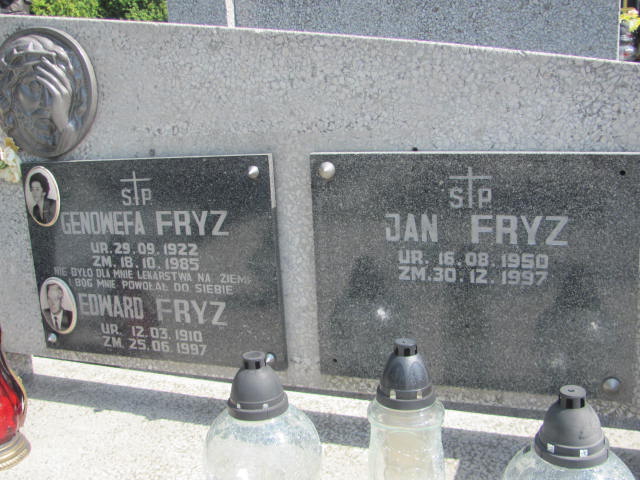 Ś.P.
GENOWEFA FRYZ
UR. 29. 09. 1922
ZM. 18. 10. 1985
NIE BYŁO DLA MNIE LEKARSTWA NA ZIEMI
I BÓG MNIE POWOŁAŁ DO SIEBIE
EDWARD FRYZ
UR. 12. 03. 1910
ZM. 25. 06. 1997
Ś.P.
JAN FRYZ
UR. 16. 08. 1950
ZM. 30. 12. 1997